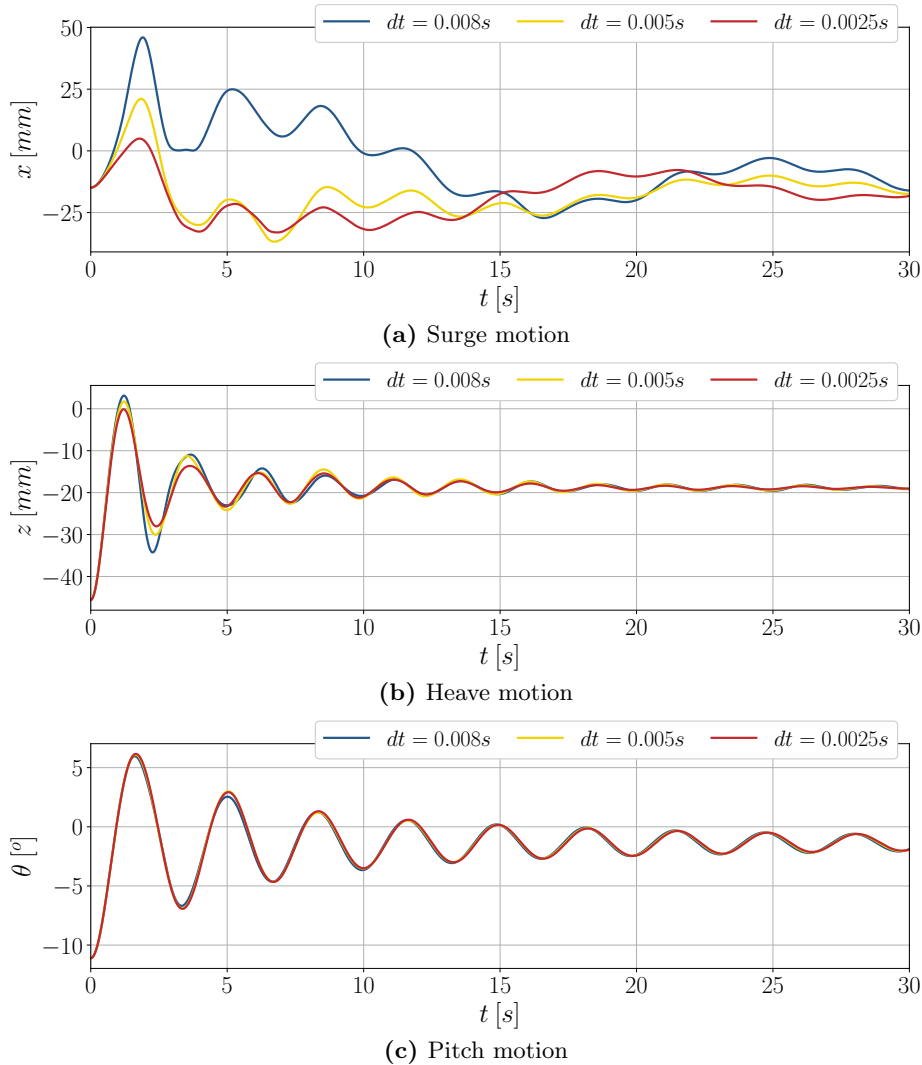 dt = 0.008s dt = 0.005s dt = 0.0025s
50
25
0
−25
x [mm]
0 5 10 15 20 25 30
t [s]
(a) Surge motion
dt = 0.008s dt = 0.005s dt = 0.0025s
0
−10
−20
−30
−40
z [mm]
0 5 10 15 20 25 30
t [s]
(b) Heave motion
dt = 0.008s dt = 0.005s dt = 0.0025s
5
0
−5
−10
θ [º]
0 5 10 15 20 25 30
t [s]
(c) Pitch motion